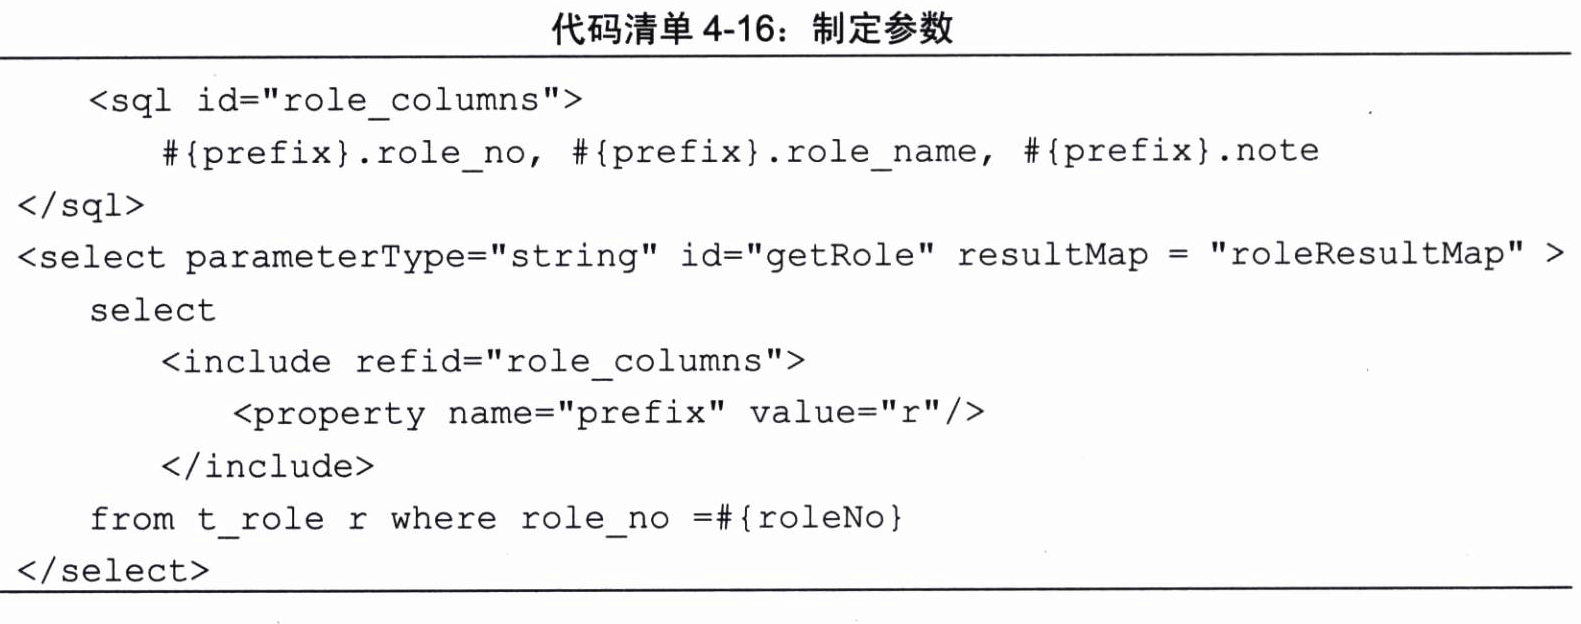 代码清单 4-16：制定参数
<sql id="role_columns">
#{prefix}.role_no, #{prefix}.role_name, #{prefix}.note
</sql>
<select parameterType="string" id="getRole" resultMap = "roleResultMap" >
select
<include refid="role_columns">
<property name="prefix" value="r"/>
</include>
from t_role r where role_no =#{roleNo}
</select>